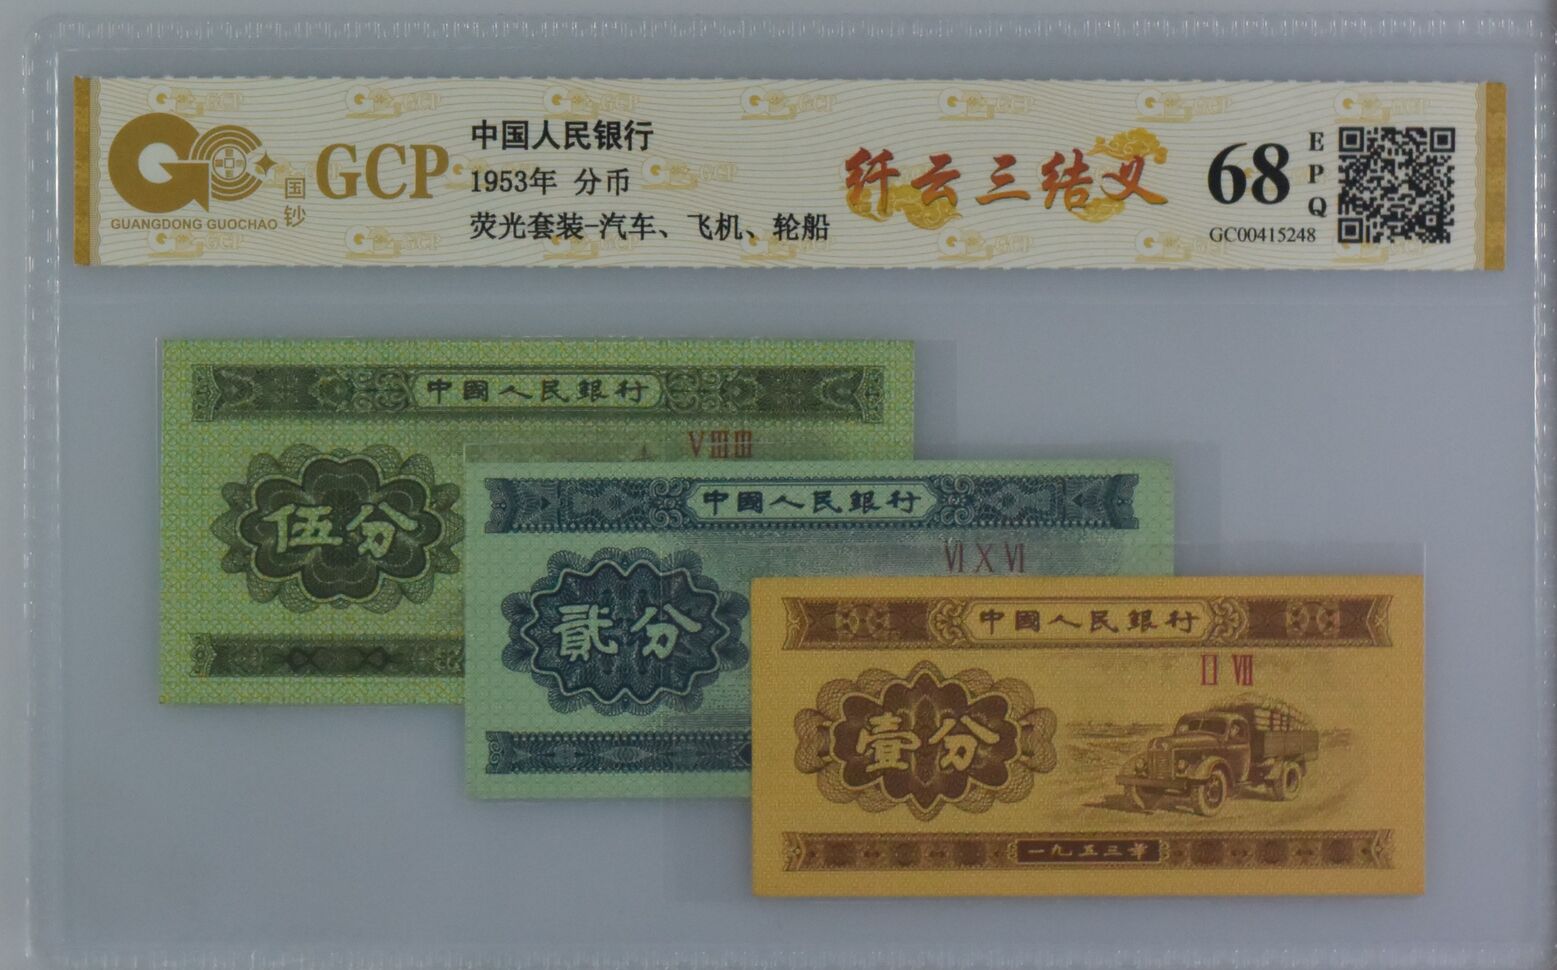 GCP
国钞
GUANGDONG GUOCHAO
中国人民银行
1953年 分币
荧光套装-汽车、飞机、轮船
纤云三结义
68
EPQ
GC00415248
中國人民銀行
V III III
伍分
中國人民銀行
VI X VI
貳分
中國人民銀行
II VII
壹分
一九五三年